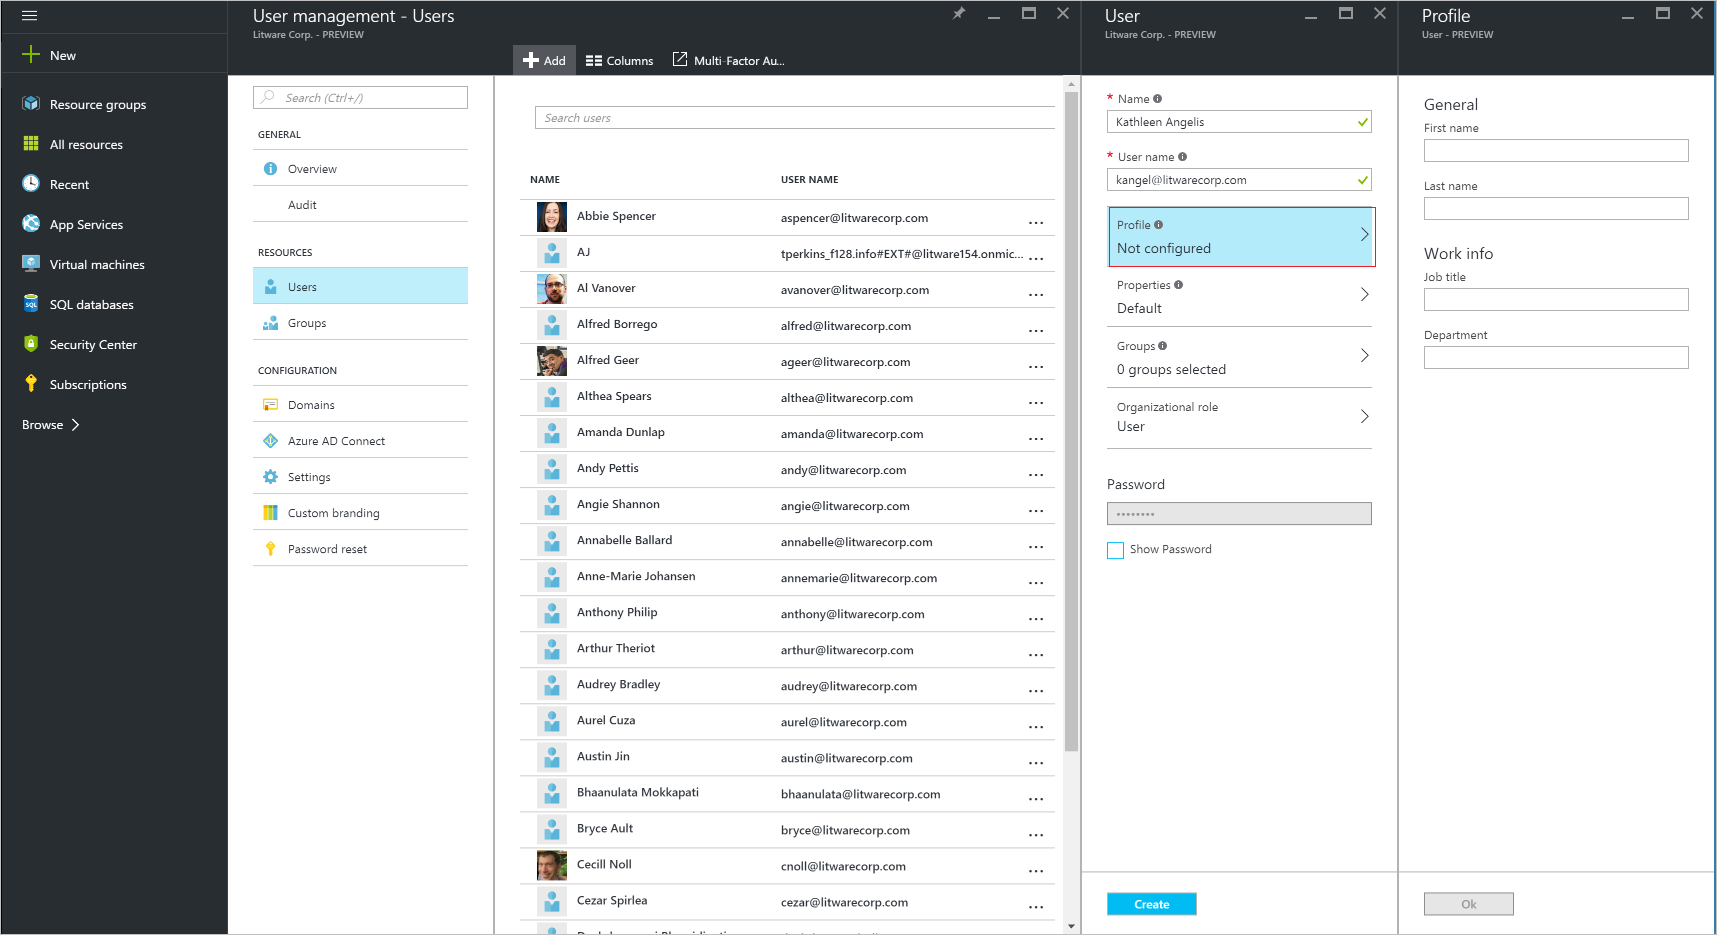 New
Resource groups
All resources
Recent
App Services
Virtual machines
SQL databases
Security Center
Subscriptions
Browse
User management - Users
Litware Corp. - PREVIEW
Add
Columns
Multi-Factor Au...
Search (Ctrl+/)
GENERAL
Overview
Audit
RESOURCES
Users
Groups
CONFIGURATION
Domains
Azure AD Connect
Settings
Custom branding
Password reset
Search users
NAME USER NAME
Abbie Spencer aspencer@litwarecorp.com ...
AJ tperkins_f128.info#EXT#@litware154.onmic... ...
Al Vanover avanover@litwarecorp.com ...
Alfred Borrego alfred@litwarecorp.com ...
Alfred Geer ageer@litwarecorp.com ...
Althea Spears althea@litwarecorp.com ...
Amanda Dunlap amanda@litwarecorp.com ...
Andy Pettis andy@litwarecorp.com ...
Angie Shannon angie@litwarecorp.com ...
Annabelle Ballard annabelle@litwarecorp.com ...
Anne-Marie Johansen annemarie@litwarecorp.com ...
Anthony Philip anthony@litwarecorp.com ...
Arthur Theriot arthur@litwarecorp.com ...
Audrey Bradley audrey@litwarecorp.com ...
Aurel Cuza aurel@litwarecorp.com ...
Austin Jin austin@litwarecorp.com ...
Bhaanulata Mokkapati bhaanulata@litwarecorp.com ...
Bryce Ault bryce@litwarecorp.com ...
Cecill Noll cnoll@litwarecorp.com ...
Cezar Spirlea cezar@litwarecorp.com ...
User
Litware Corp. - PREVIEW
* Name
Kathleen Angelis
* User name
kangel@litwarecorp.com
Profile
Not configured
Properties
Default
Groups
0 groups selected
Organizational role
User
Password
••••••••
Show Password
Create
Profile
User - PREVIEW
General
First name
Last name
Work info
Job title
Department
Ok